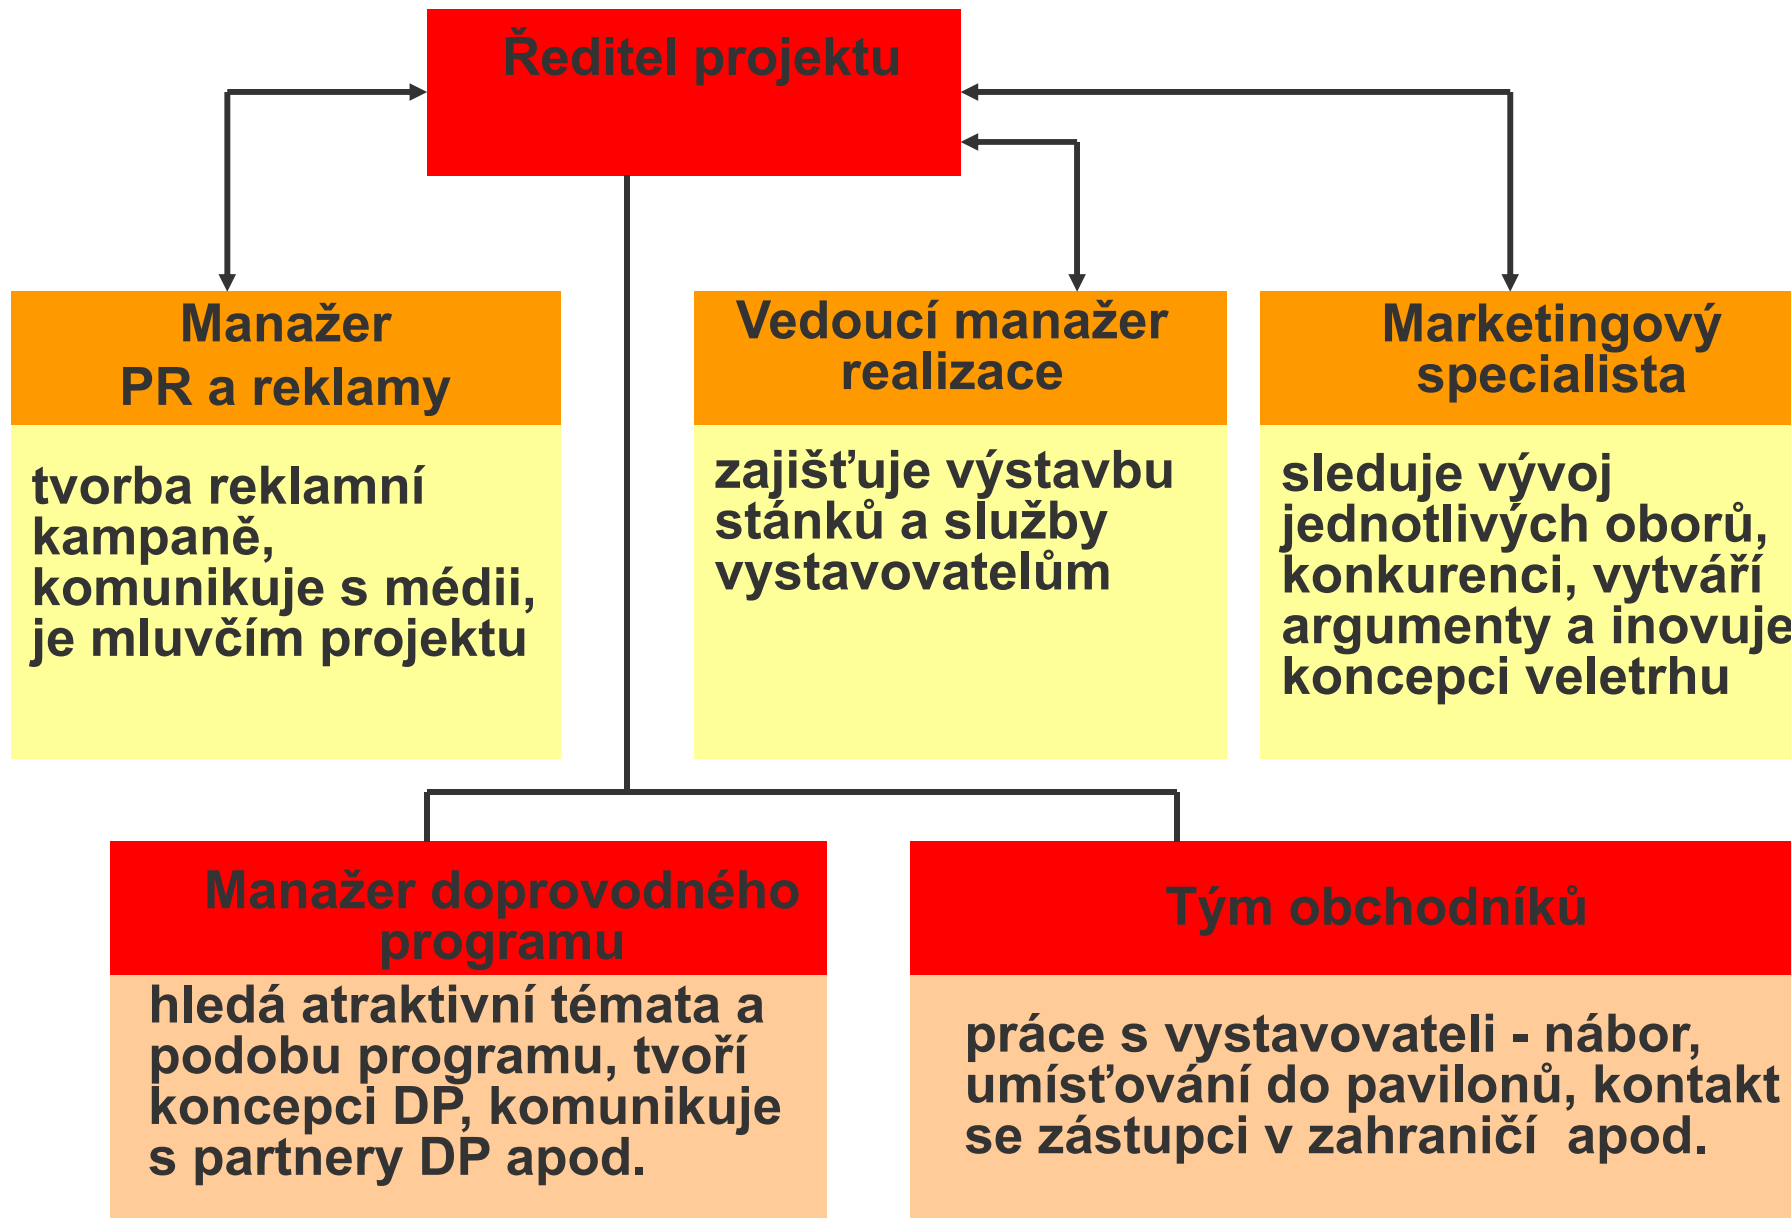 Ředitel projektu
Manažer
PR a reklamy
tvorba reklamní
kampaně,
komunikuje s médii,
je mluvčím projektu
Vedoucí manažer
realizace
zajišťuje výstavbu
stánků a služby
vystavovatelům
Marketingový
specialista
sleduje vývoj
jednotlivých oborů,
konkurenci, vytváří
argumenty a inovuje
koncepci veletrhu
Manažer doprovodného
programu
hledá atraktivní témata a
podobu programu, tvoří
koncepci DP, komunikuje
s partnery DP apod.
Tým obchodníků
práce s vystavovateli - nábor,
umísťování do pavilonů, kontakt
se zástupci v zahraničí  apod.